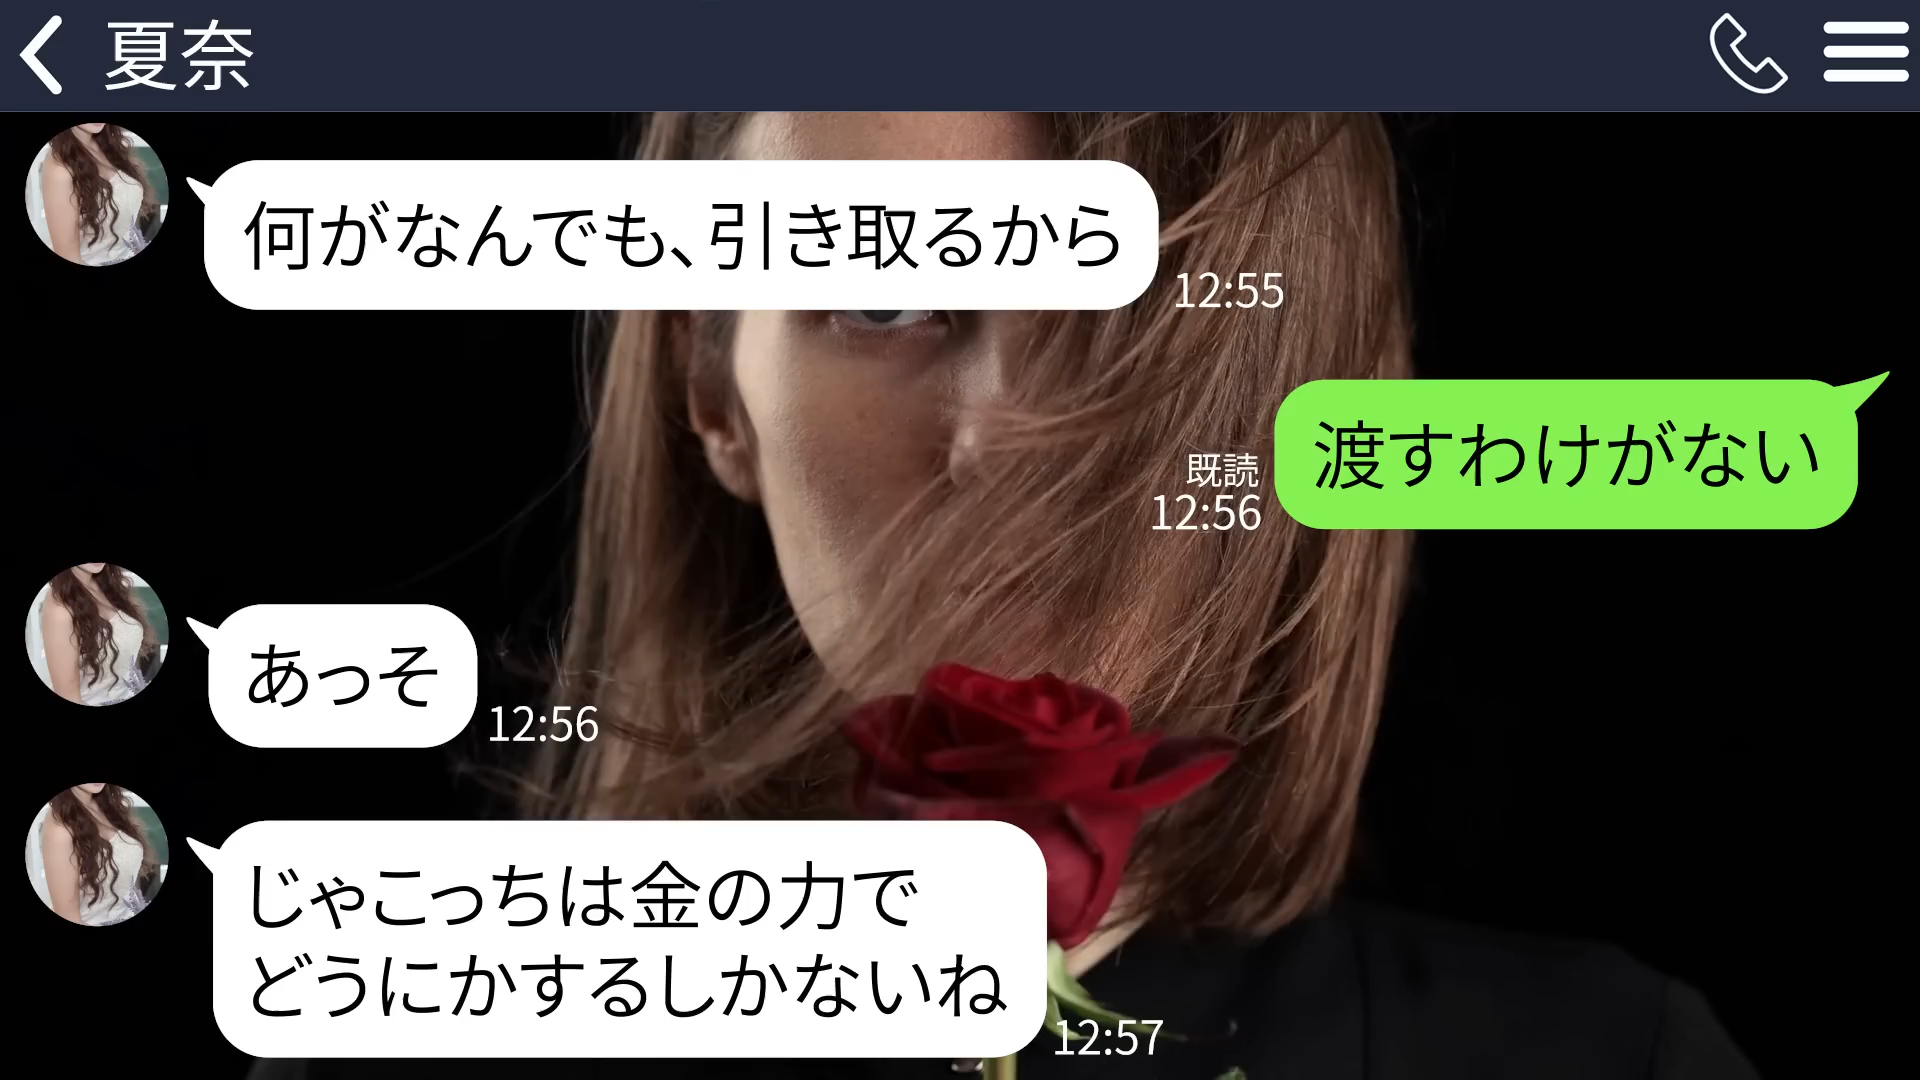 夏奈
何がなんでも、引き取るから
12:55
渡すわけがない
既読
12:56
あっそ
12:56
じゃこっちは金の力で
どうにかするしかないね
12:57